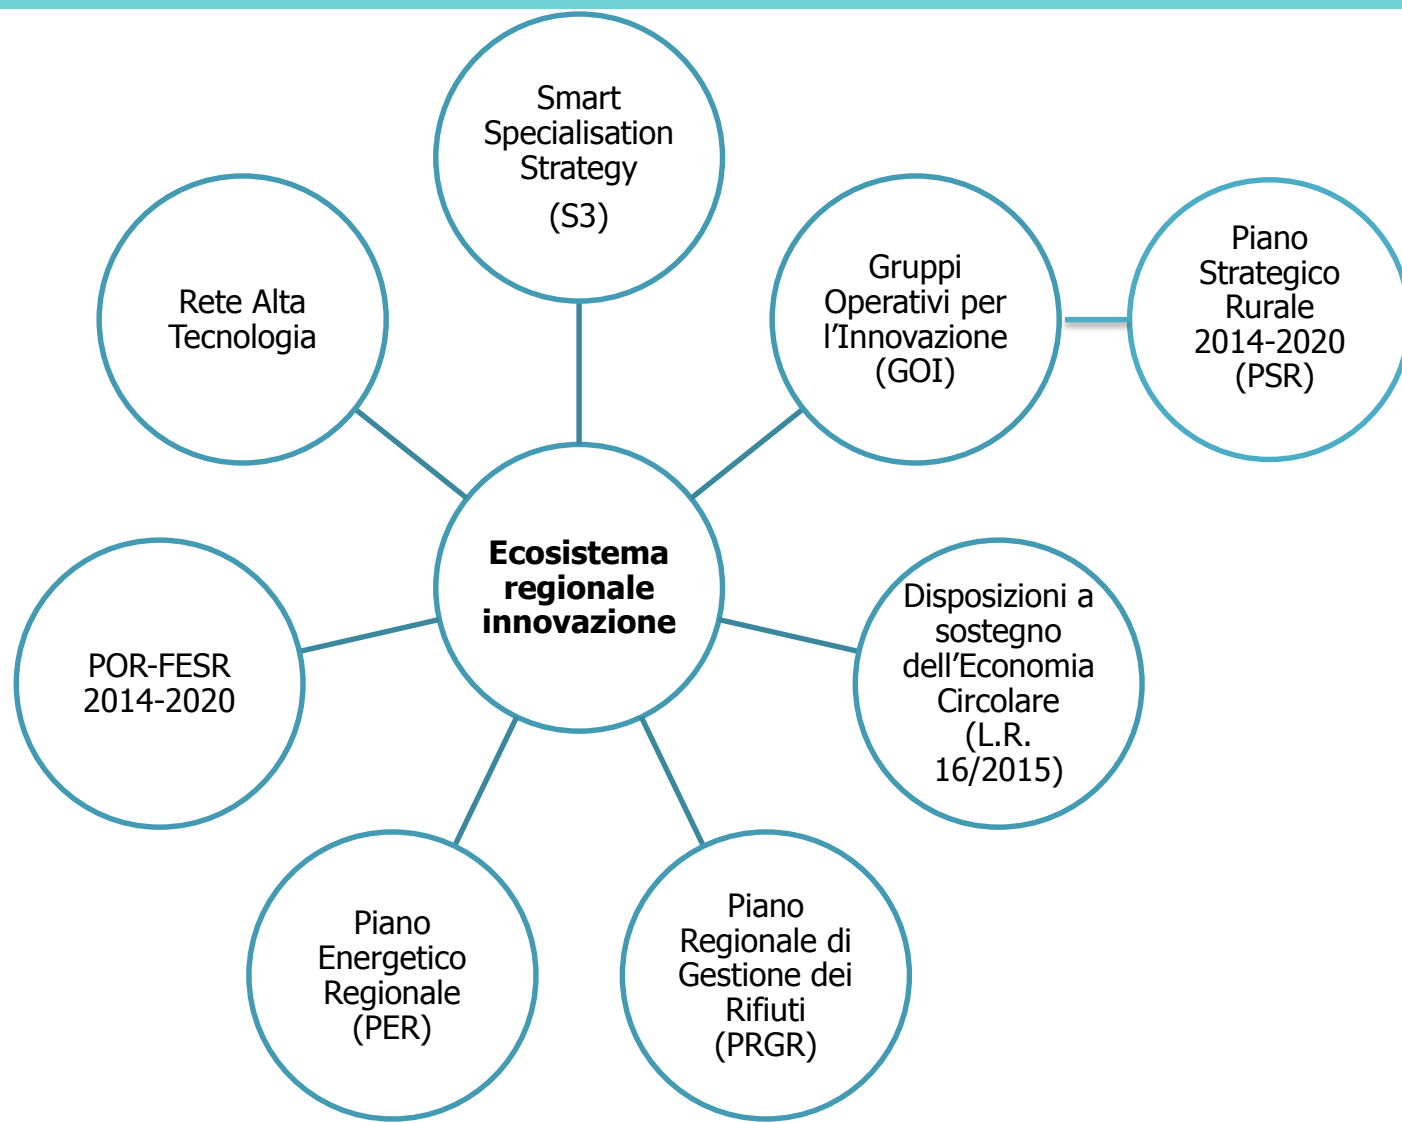 Smart
Specialisation
Strategy
(S3)
Gruppi
Operativi per
l’Innovazione
(GOI)
Piano
Strategico
Rurale
2014-2020
(PSR)
Rete Alta
Tecnologia
Ecosistema
regionale
innovazione
Disposizioni a
sostegno
dell’Economia
Circolare
(L.R.
16/2015)
POR-FESR
2014-2020
Piano
Energetico
Regionale
(PER)
Piano
Regionale di
Gestione dei
Rifiuti
(PRGR)